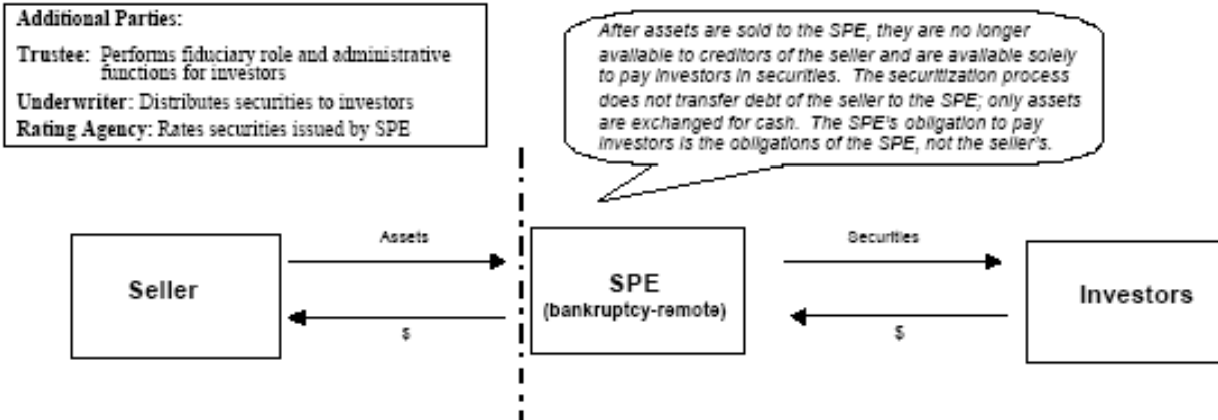 Additional Parties:
Trustee: Performs fiduciary role and administrative
functions for investors
Underwriter: Distributes securities to investors
Rating Agency: Rates securities issued by SPE
After assets are sold to the SPE, they are no longer
available to creditors of the seller and are available solely
to pay investors in securities. The securitization process
does not transfer debt of the seller to the SPE; only assets
are exchanged for cash. The SPE's obligation to pay
investors is the obligations of the SPE, not the seller's.
Seller
Assets
$
SPE
(bankruptcy-remote)
Securities
$
Investors